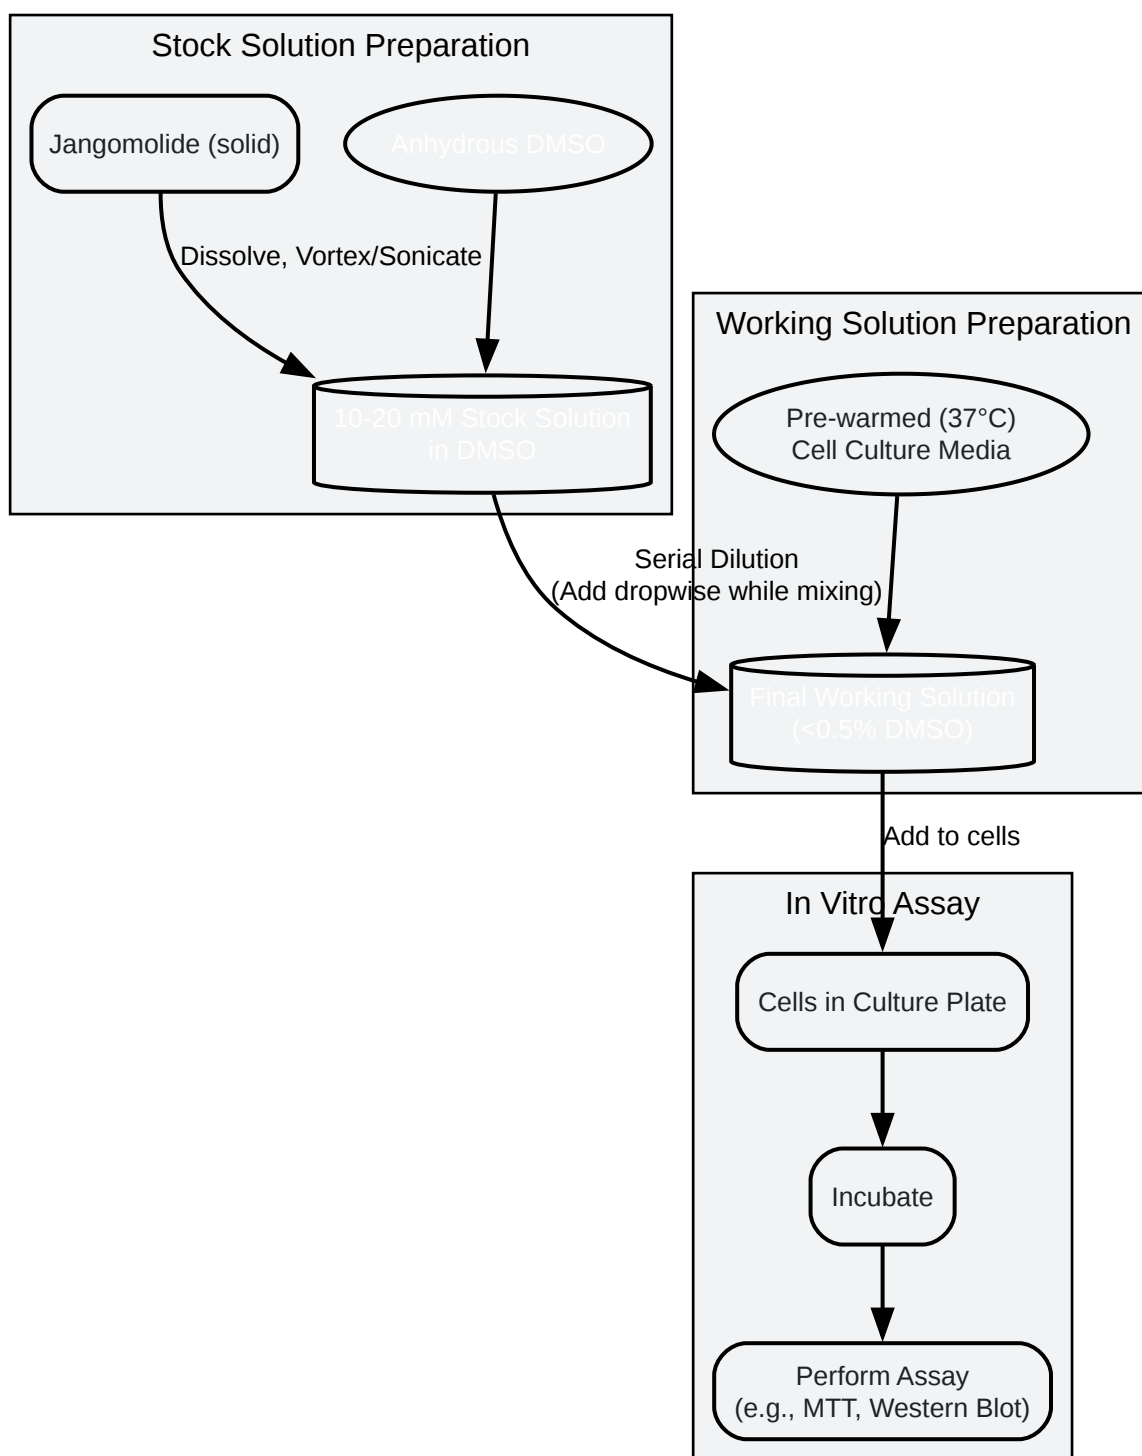 Stock Solution Preparation
Jangomolide (solid)
Anhydrous DMSO
Dissolve, Vortex/Sonicate
10-20 mM Stock Solution
in DMSO
Working Solution Preparation
Pre-warmed (37°C)
Cell Culture Media
Serial Dilution
(Add dropwise while mixing)
Final Working Solution
(<0.5% DMSO)
Add to cells
In Vitro Assay
Cells in Culture Plate
Incubate
Perform Assay
(e.g., MTT, Western Blot)